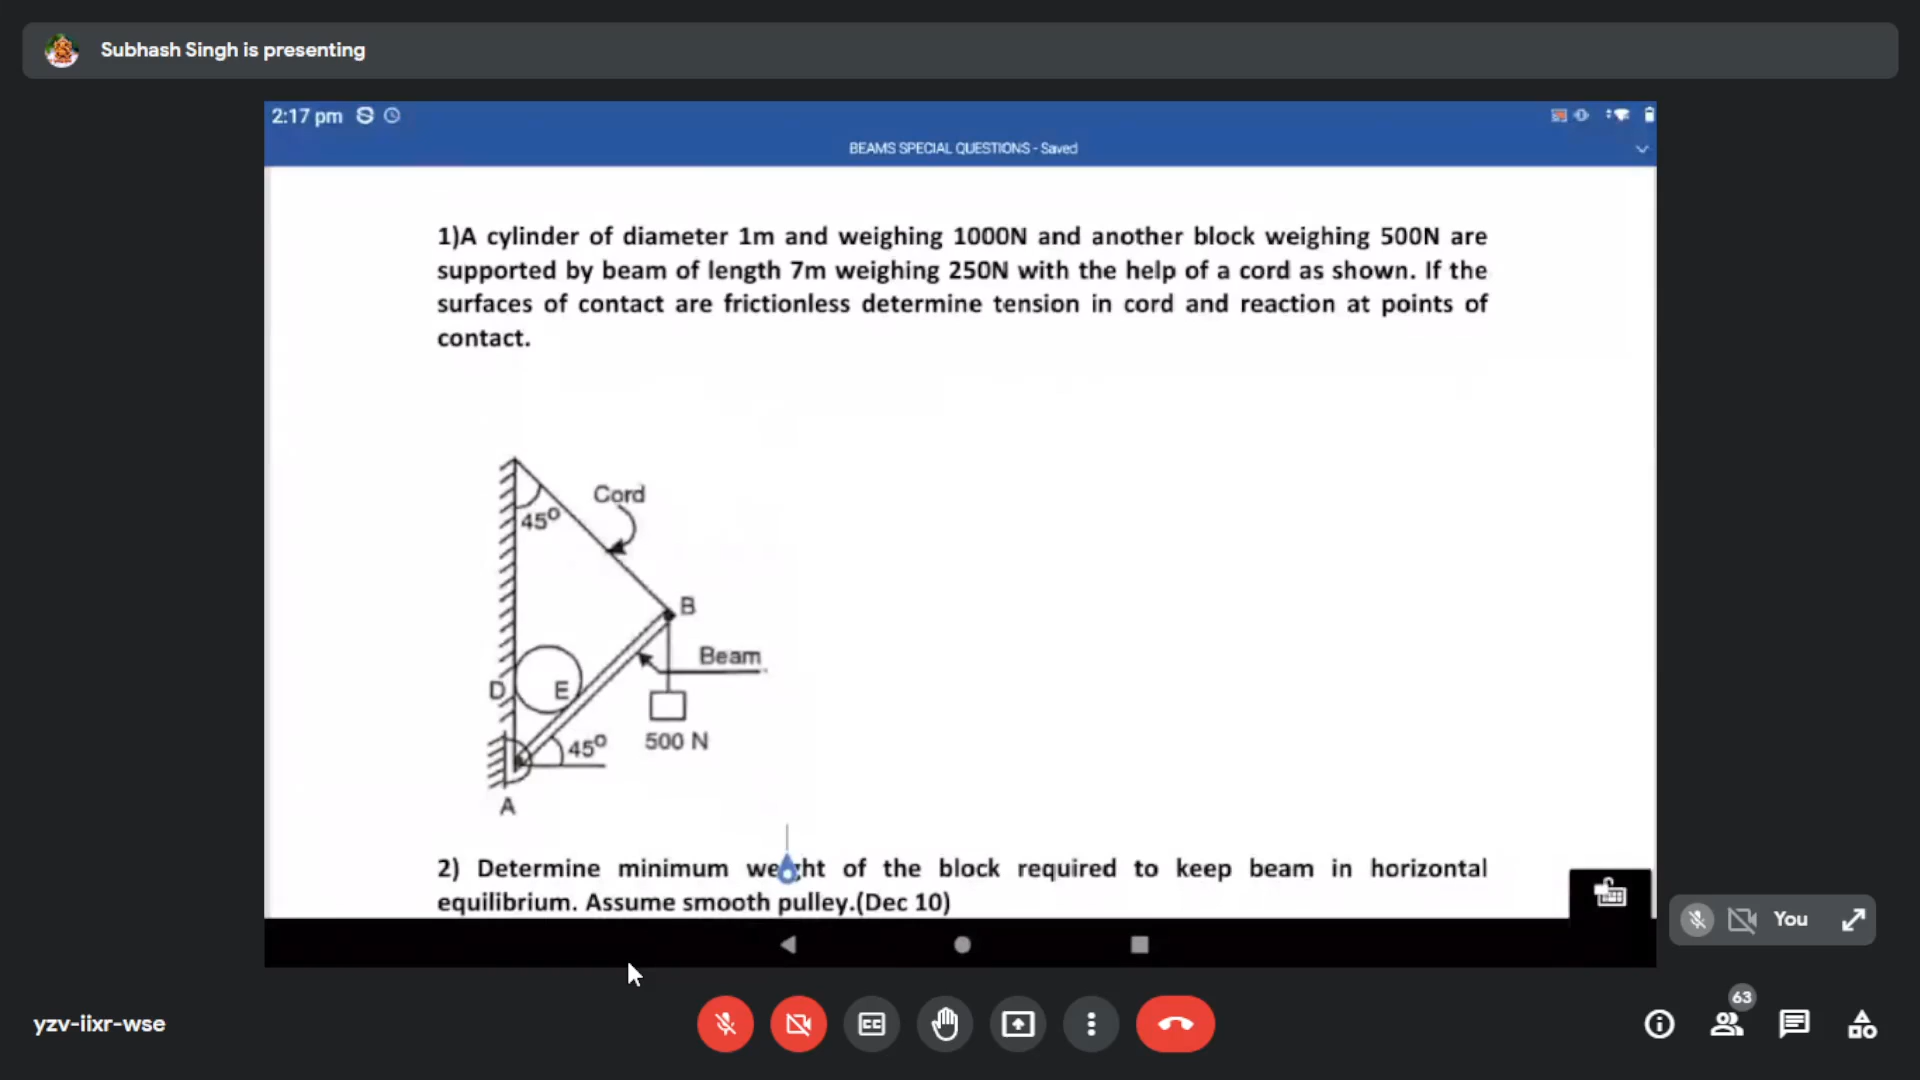 Subhash Singh is presenting
2:17 pm
BEAMS SPECIAL QUESTIONS - Saved
1)A cylinder of diameter 1m and weighing 1000N and another block weighing 500N are
supported by beam of length 7m weighing 250N with the help of a cord as shown. If the
surfaces of contact are frictionless determine tension in cord and reaction at points of
contact.
Cord
45°
B
Beam
D
E
45°
500 N
A
2) Determine minimum we ht of the block required to keep beam in horizontal
equilibrium. Assume smooth pulley.(Dec 10)
You
63
yzv-iixr-wse
CC